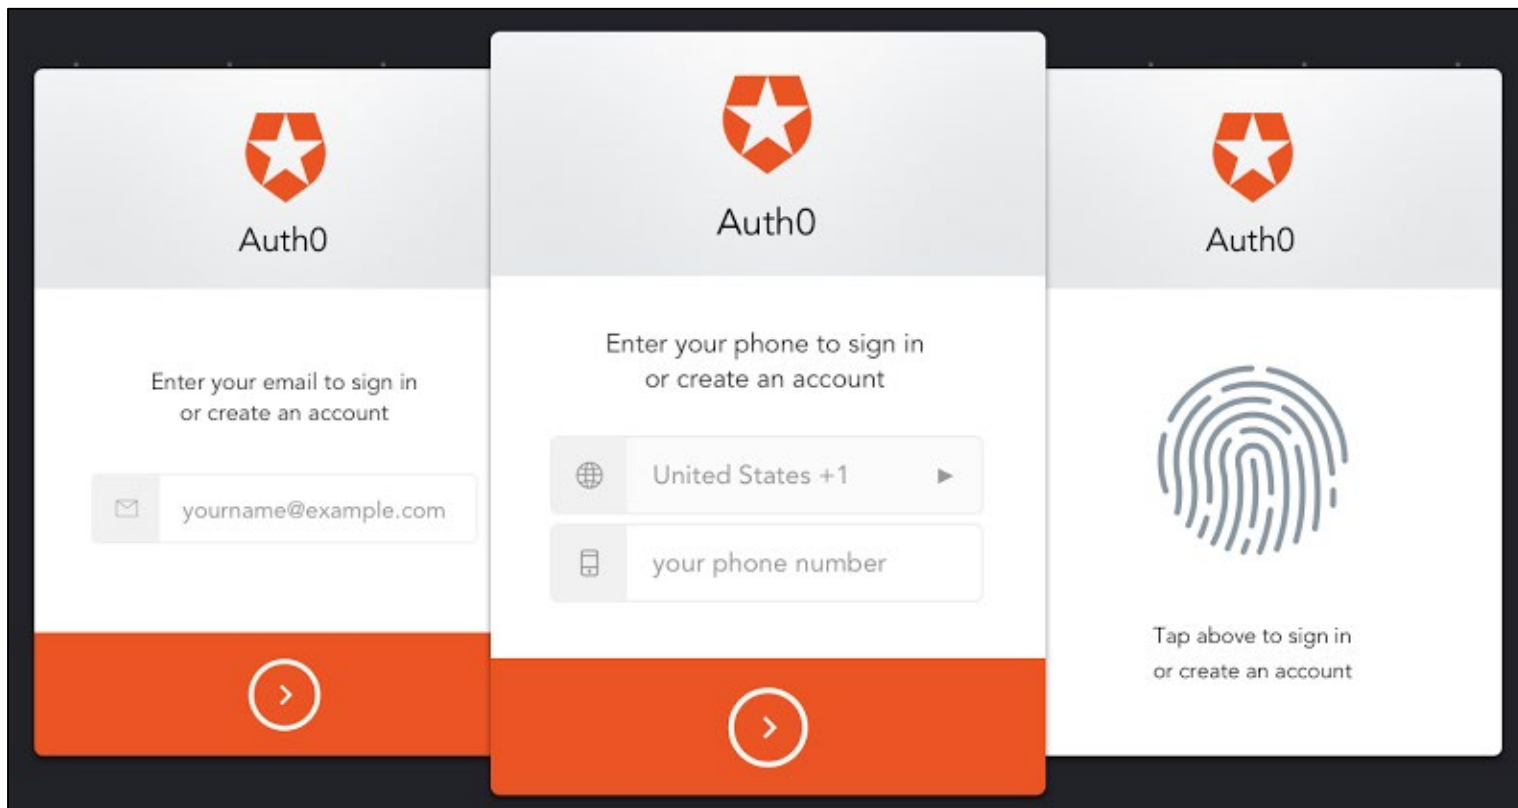 Auth0
Enter your email to sign in
or create an account
yourname@example.com
Auth0
Enter your phone to sign in
or create an account
United States +1
your phone number
Auth0
Tap above to sign in
or create an account